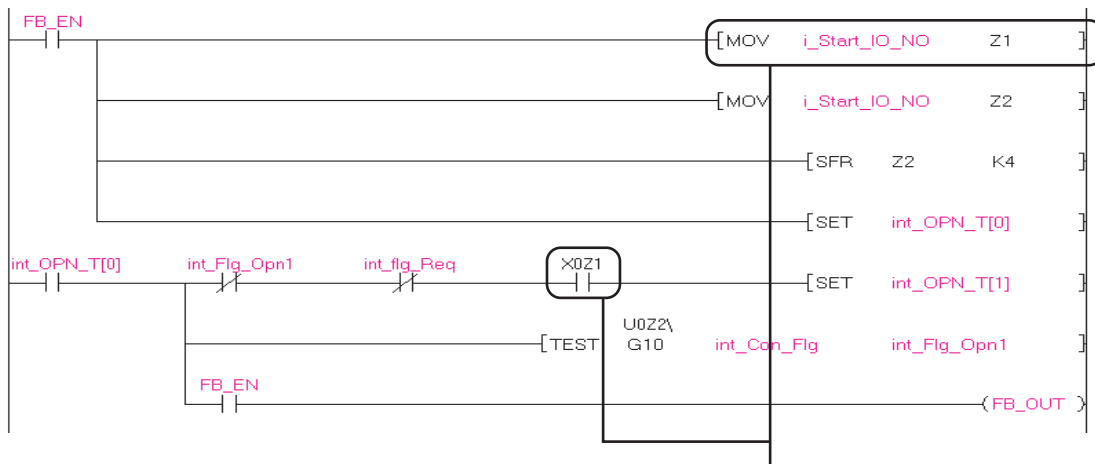 FB_EN
[MOV i_Start_IO_NO Z1 ]
[MOV i_Start_IO_NO Z2 ]
[SFR Z2 K4 ]
[SET int_OPN_T[0] ]
int_OPN_T[0] int_Flg_Opn1 int_flg_Req X0Z1
[SET int_OPN_T[1] ]
U0Z2\
[TEST G10 int_Con_Flg int_Flg_Opn1 ]
FB_EN
(FB_OUT )